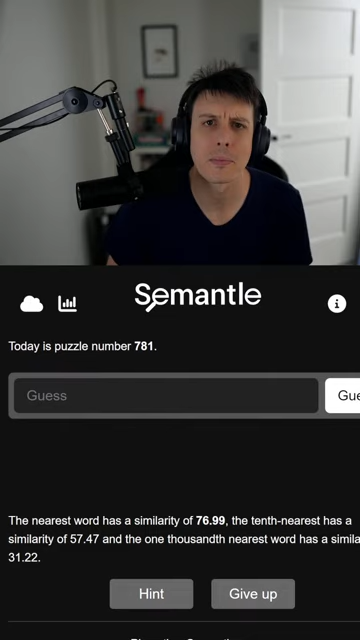 Semantle
Today is puzzle number 781.
Guess
The nearest word has a similarity of 76.99, the tenth-nearest has a
similarity of 57.47 and the one thousandth nearest word has a
31.22.
Hint
Give up